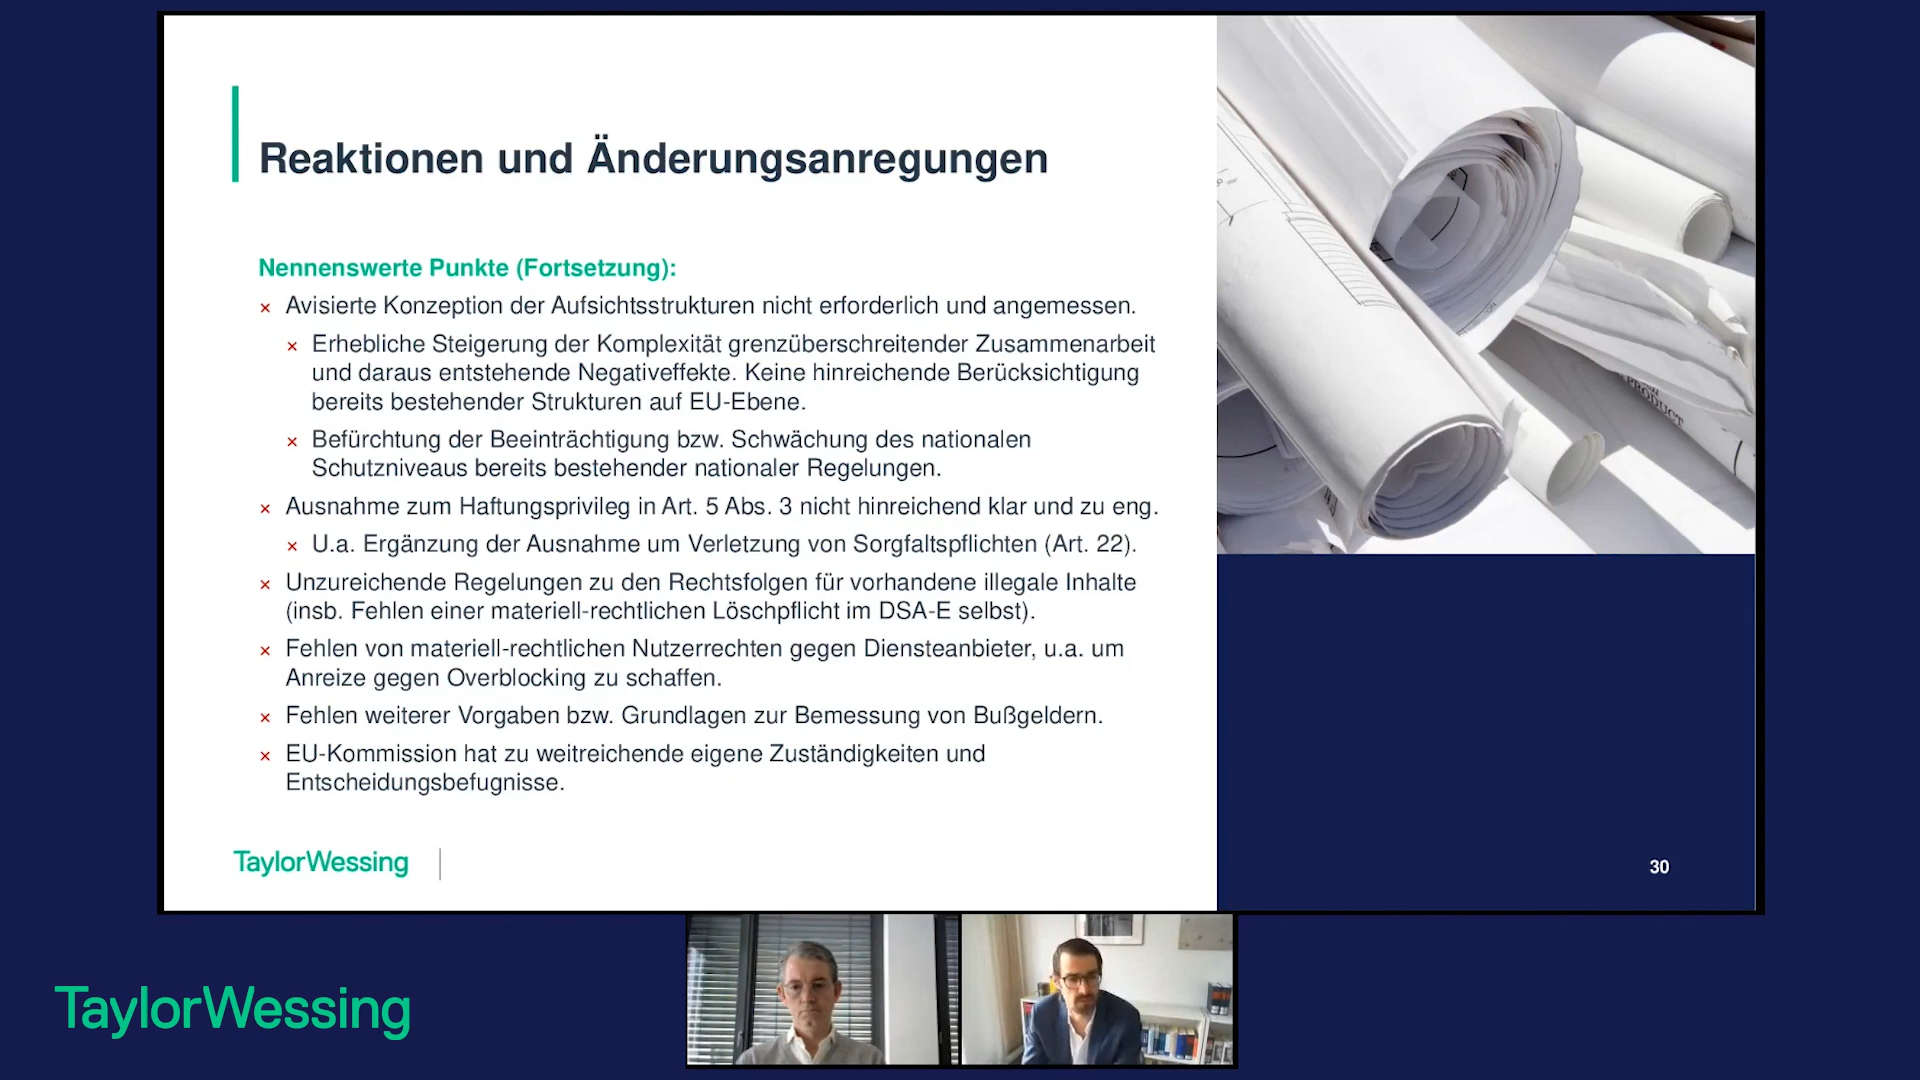 Reaktionen und Änderungsanregungen
Nennenswerte Punkte (Fortsetzung):
× Avisierte Konzeption der Aufsichtsstrukturen nicht erforderlich und angemessen.
× Erhebliche Steigerung der Komplexität grenzüberschreitender Zusammenarbeit
und daraus entstehende Negativeffekte. Keine hinreichende Berücksichtigung
bereits bestehender Strukturen auf EU-Ebene.
× Befürchtung der Beeinträchtigung bzw. Schwächung des nationalen
Schutzniveaus bereits bestehender nationaler Regelungen.
× Ausnahme zum Haftungsprivileg in Art. 5 Abs. 3 nicht hinreichend klar und zu eng.
× U.a. Ergänzung der Ausnahme um Verletzung von Sorgfaltspflichten (Art. 22).
× Unzureichende Regelungen zu den Rechtsfolgen für vorhandene illegale Inhalte
(insb. Fehlen einer materiell-rechtlichen Löschpflicht im DSA-E selbst).
× Fehlen von materiell-rechtlichen Nutzerrechten gegen Diensteanbieter, u.a. um
Anreize gegen Overblocking zu schaffen.
× Fehlen weiterer Vorgaben bzw. Grundlagen zur Bemessung von Bußgeldern.
× EU-Kommission hat zu weitreichende eigene Zuständigkeiten und
Entscheidungsbefugnisse.
TaylorWessing
30
PRODUCT
TaylorWessing